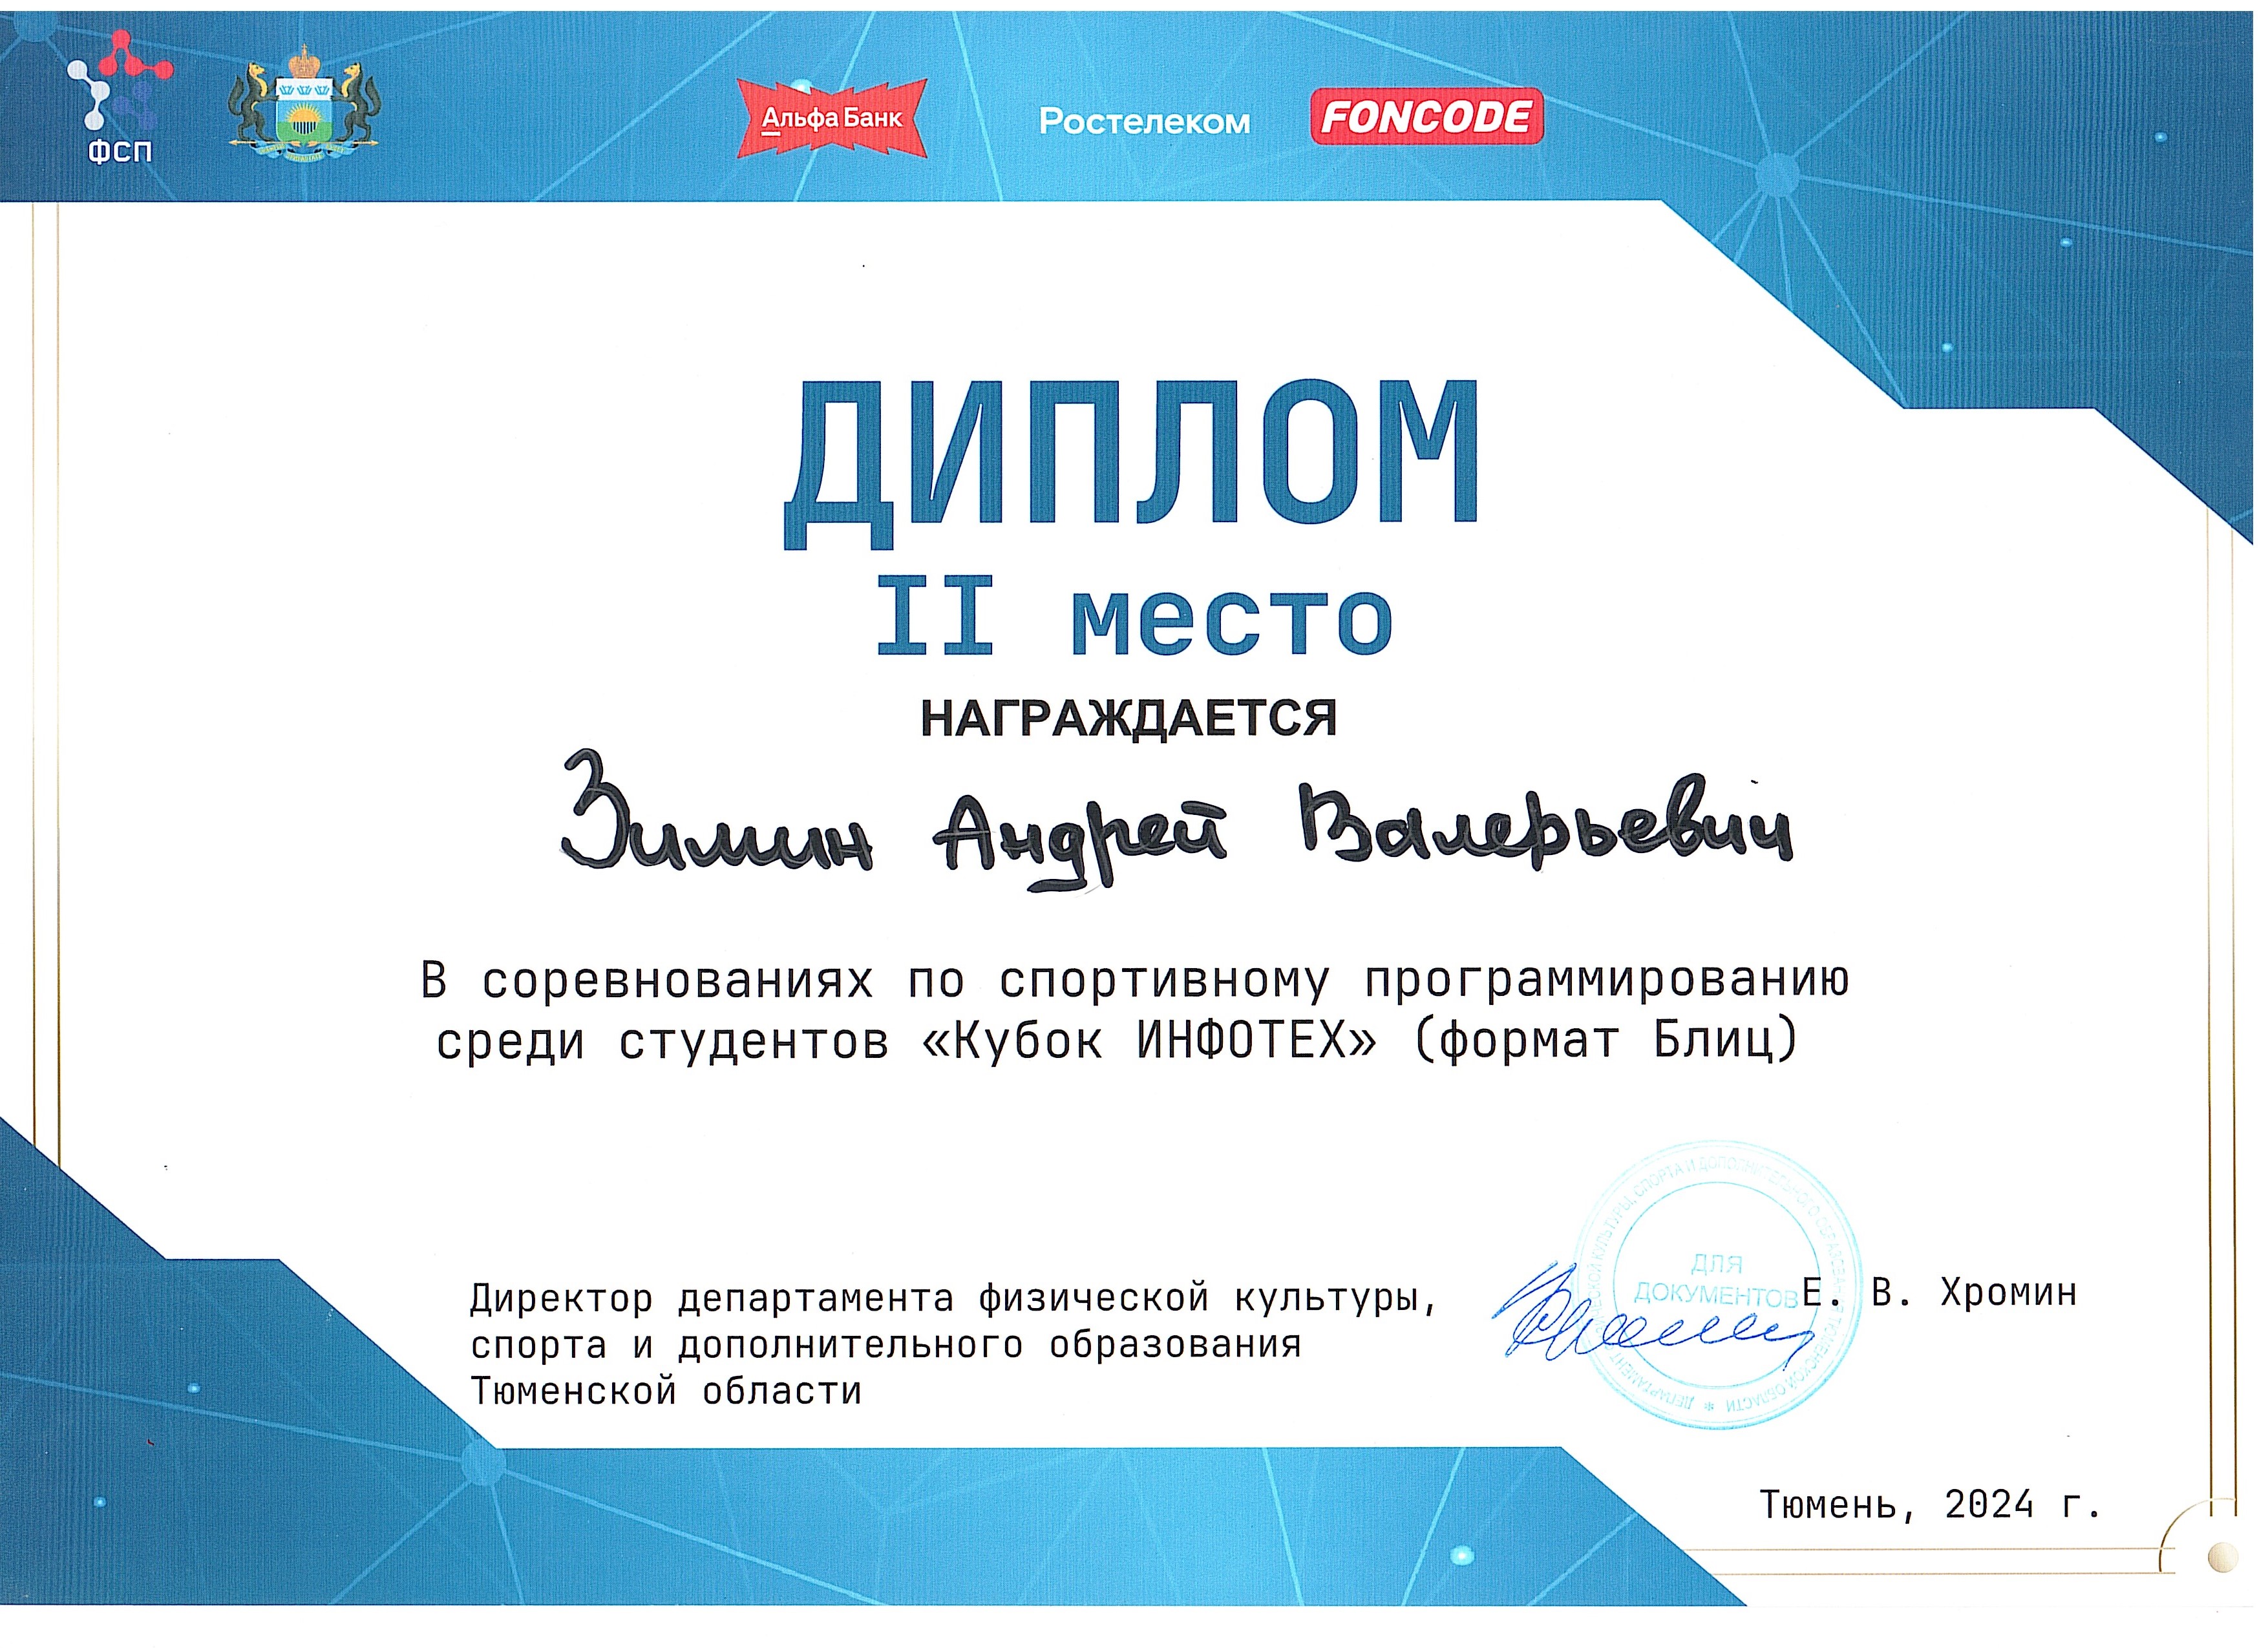 ФСП
Альфа Банк
Ростелеком
FONCODE
ДИПЛОМ
II место
НАГРАЖДАЕТСЯ
Зимин Андрей Валерьевич
В соревнованиях по спортивному программированию
среди студентов «Кубок ИНФОТЕХ» (формат Блиц)
Директор департамента физической культуры,
спорта и дополнительного образования
Тюменской области
ДЛЯ
ДОКУМЕНТОВ
Е. В. Хромин
Тюмень, 2024 г.